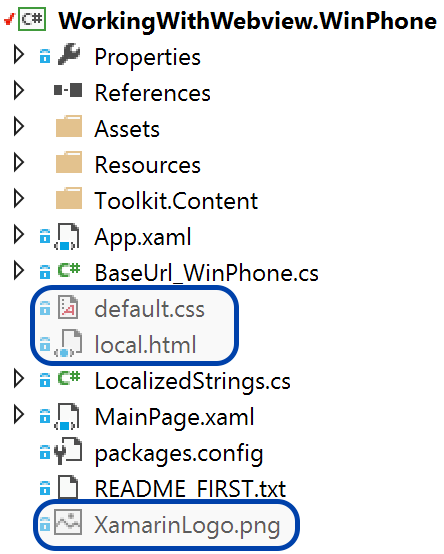 C# WorkingWithWebview.WinPhone
Properties
References
Assets
Resources
Toolkit.Content
App.xaml
C# BaseUrl_WinPhone.cs
default.css
local.html
C# LocalizedStrings.cs
MainPage.xaml
packages.config
README_FIRST.txt
XamarinLogo.png